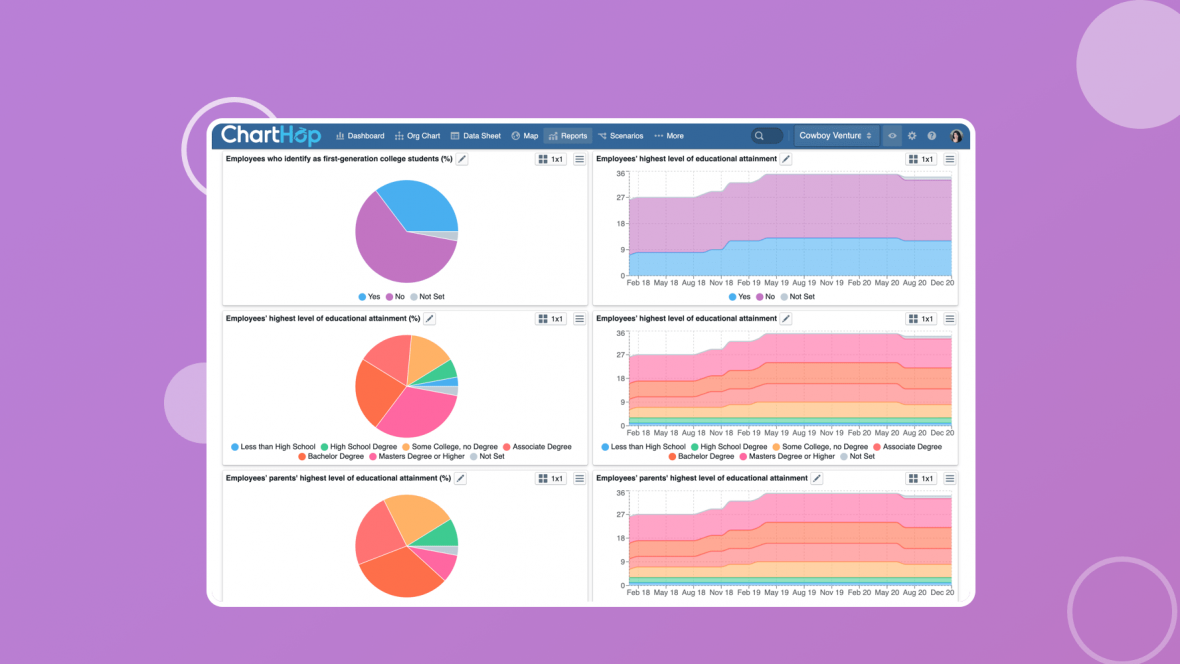 ChartHop Dashboard Org Chart Data Sheet Map Reports Scenarios More Cowboy Venture
Employees who identify as first-generation college students (%) 1x1
Yes No Not Set
Employees' highest level of educational attainment 1x1
36
27
18
9
0
Feb 18 May 18 Aug 18 Nov 18 Feb 19 May 19 Aug 19 Nov 19 Feb 20 May 20 Aug 20 Dec 20
Yes No Not Set
Employees' highest level of educational attainment (%) 1x1
Less than High School High School Degree Some College, no Degree Associate Degree
Bachelor Degree Masters Degree or Higher Not Set
Employees' highest level of educational attainment 1x1
36
27
18
9
0
Feb 18 May 18 Aug 18 Nov 18 Feb 19 May 19 Aug 19 Nov 19 Feb 20 May 20 Aug 20 Dec 20
Less than High School High School Degree Some College, no Degree Associate Degree
Bachelor Degree Masters Degree or Higher Not Set
Employees' parents' highest level of educational attainment (%) 1x1
Employees' parents' highest level of educational attainment 1x1
36
27
18
9
0
Feb 18 May 18 Aug 18 Nov 18 Feb 19 May 19 Aug 19 Nov 19 Feb 20 May 20 Aug 20 Dec 20